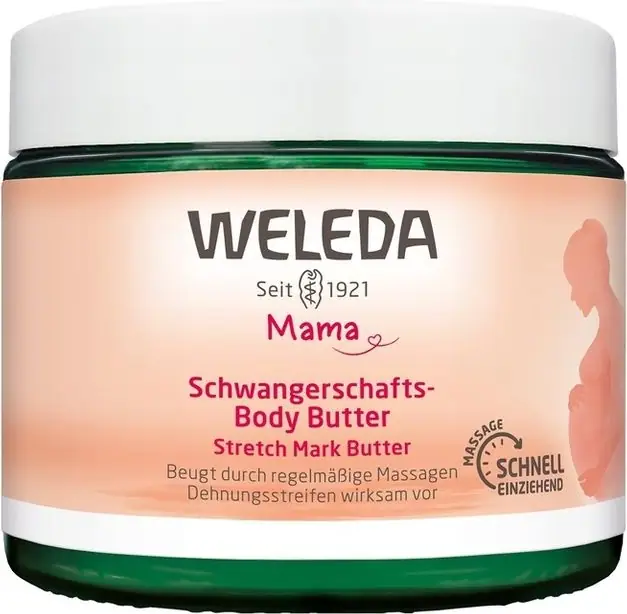 WELEDA
Seit 1921
Mama
Schwangerschafts-
Body Butter
Stretch Mark Butter
Beugt durch regelmäßige Massagen
Dehnungsstreifen wirksam vor
MASSAGE
SCHNELL
EINZIEHEND